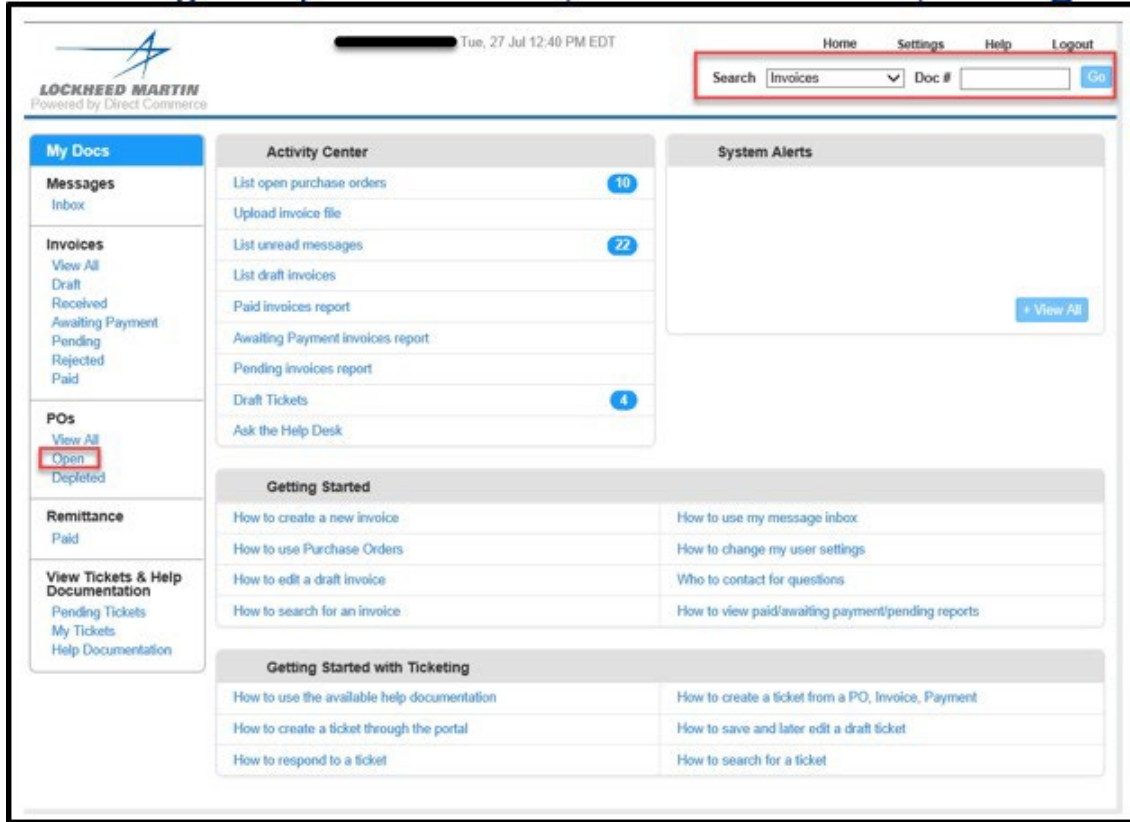 Tue, 27 Jul 12:40 PM EDT
Home Settings Help Logout
LOCKHEED MARTIN
Powered by Direct Commerce
Search Invoices Doc # Go
My Docs
Messages
Inbox
Invoices
View All
Draft
Received
Awaiting Payment
Pending
Rejected
Paid
POs
View All
Open
Depleted
Remittance
Paid
View Tickets & Help
Documentation
Pending Tickets
My Tickets
Help Documentation
Activity Center
List open purchase orders 10
Upload invoice file
List unread messages 22
List draft invoices
Paid invoices report
Awaiting Payment invoices report
Pending invoices report
Draft Tickets 4
Ask the Help Desk
System Alerts
+ View All
Getting Started
How to create a new invoice
How to use my message inbox
How to use Purchase Orders
How to change my user settings
How to edit a draft invoice
Who to contact for questions
How to search for an invoice
How to view paid/awaiting payment/pending reports
Getting Started with Ticketing
How to use the available help documentation
How to create a ticket from a PO, Invoice, Payment
How to create a ticket through the portal
How to save and later edit a draft ticket
How to respond to a ticket
How to search for a ticket